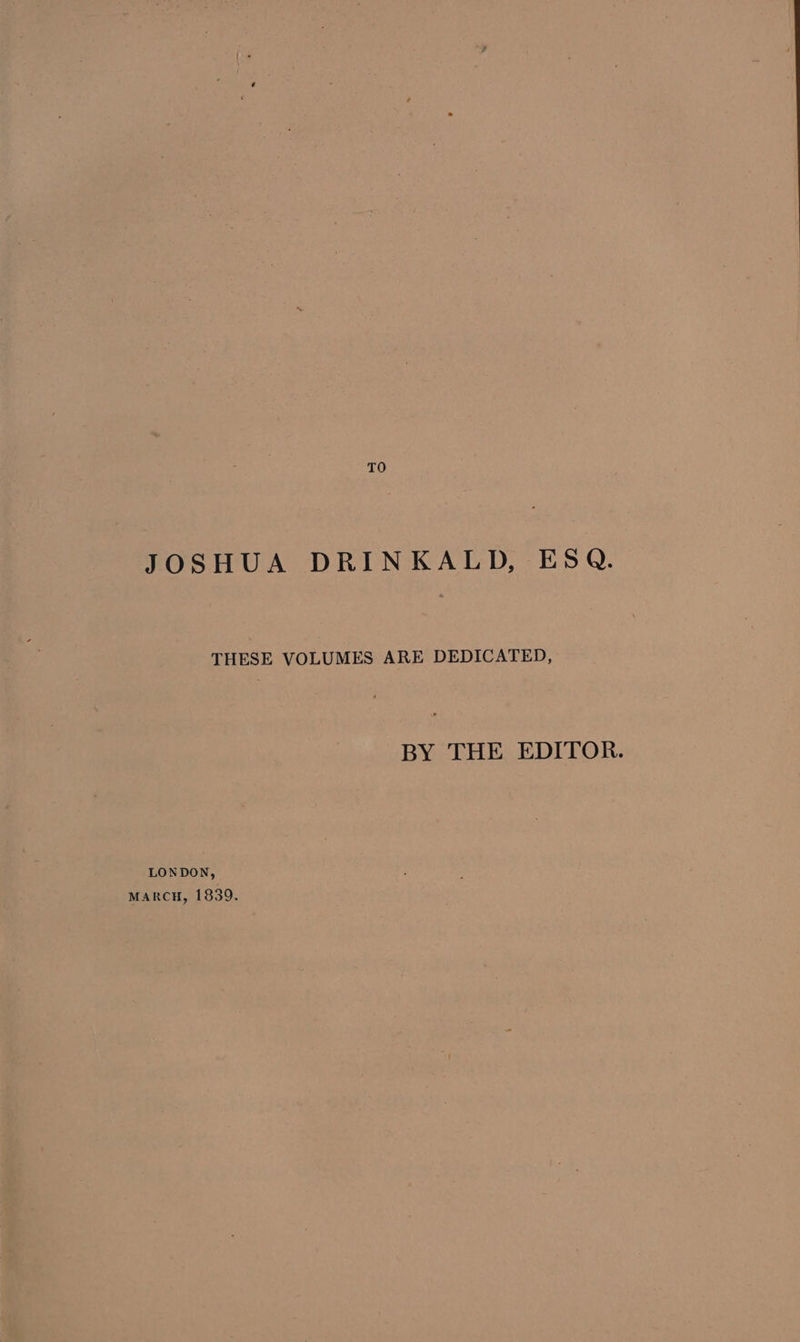 TO
JOSHUA DRINKALD, ESQ.
THESE VOLUMES ARE DEDICATED,
BY THE EDITOR.
LONDON,
MARCH, 1839.